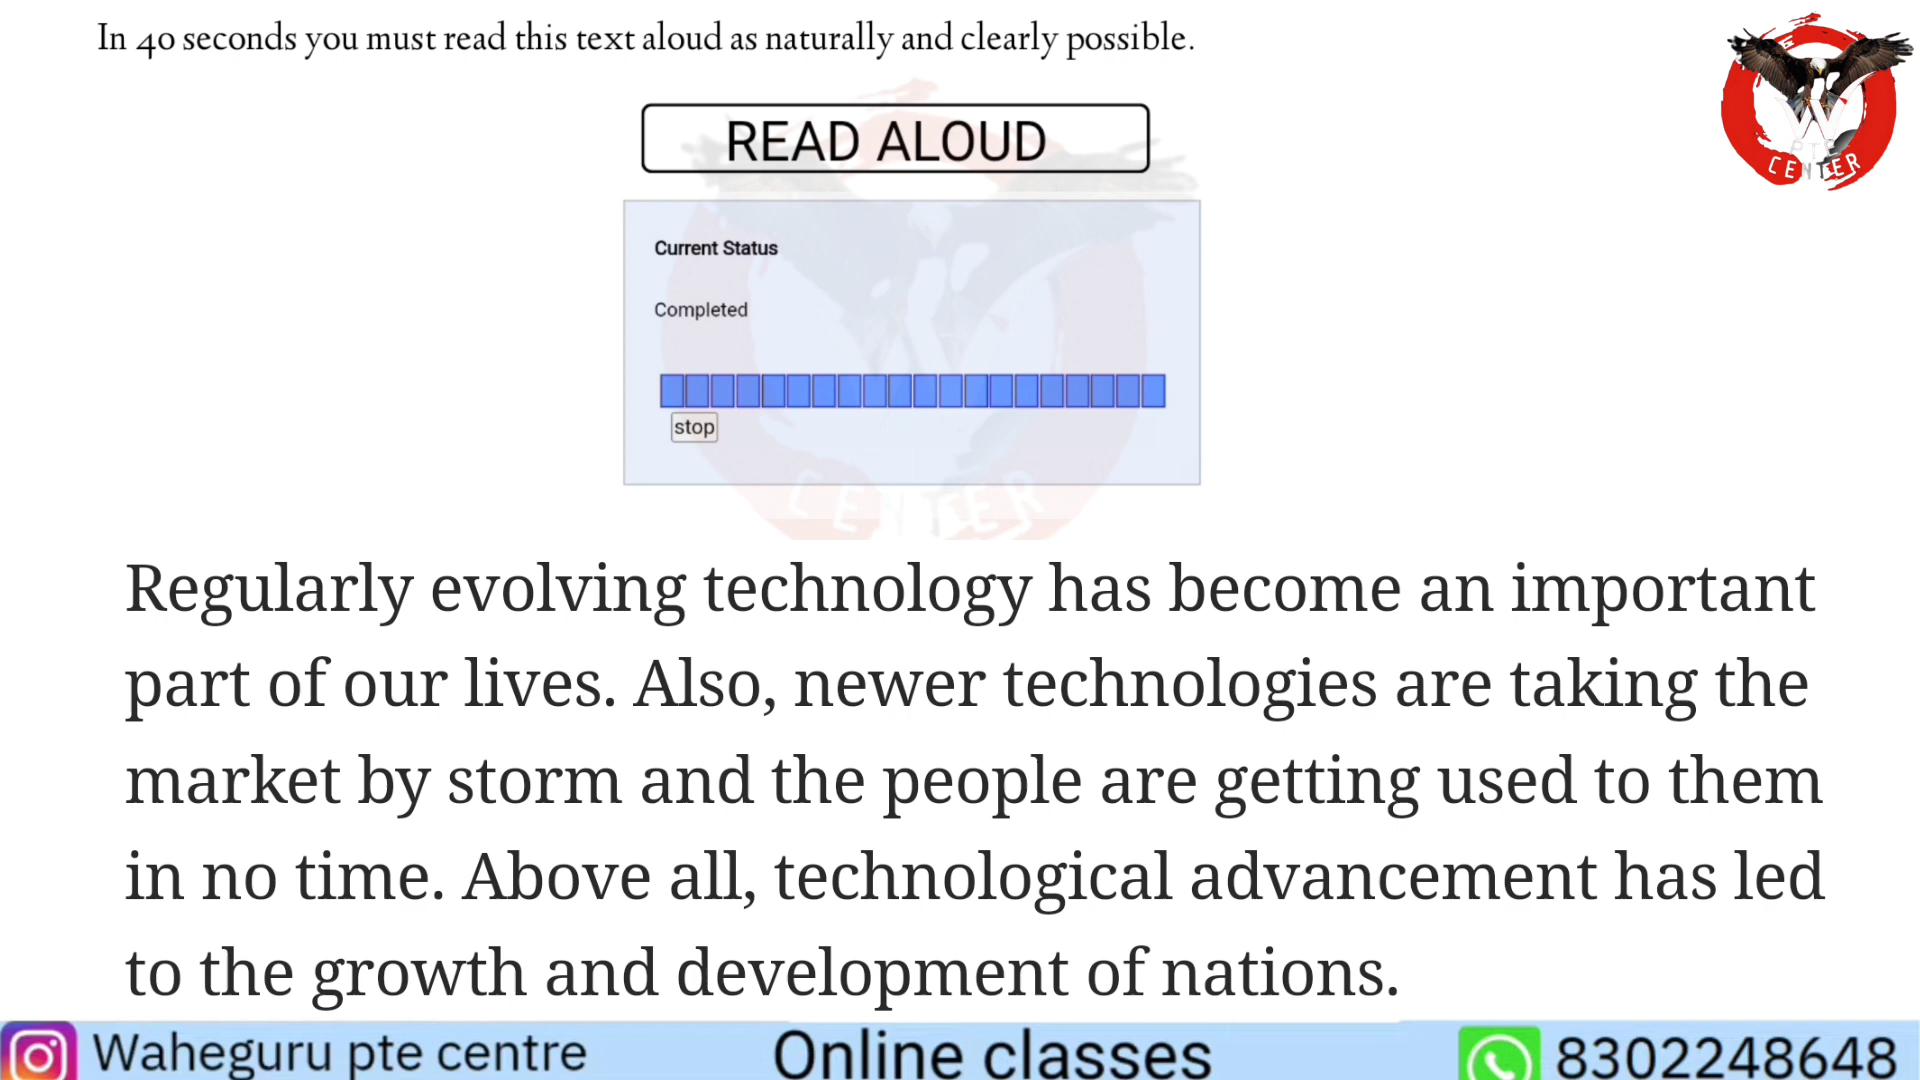 In 40 seconds you must read this text aloud as naturally and clearly possible.
READ ALOUD
Current Status
Completed
stop
W
PTE
CENTER
CENTER
Regularly evolving technology has become an important
part of our lives. Also, newer technologies are taking the
market by storm and the people are getting used to them
in no time. Above all, technological advancement has led
to the growth and development of nations.
Waheguru pte centre
Online classes
8302248648